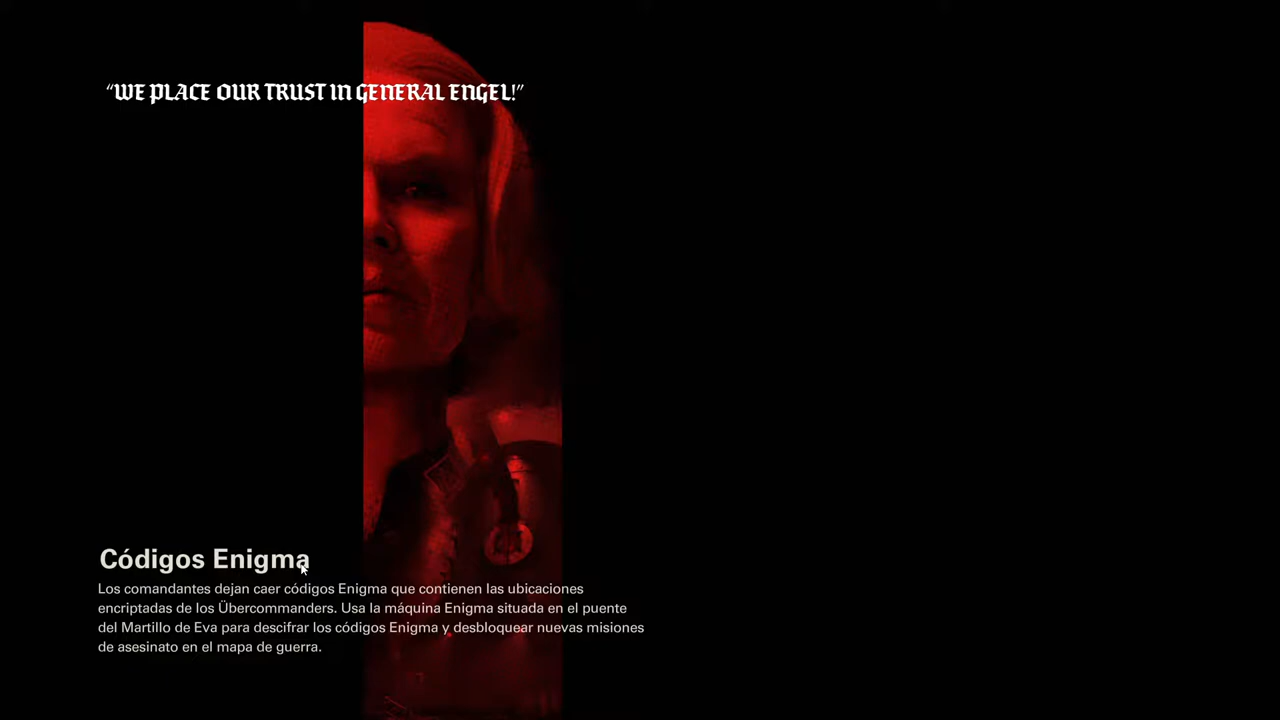 “WE PLACE OUR TRUST IN GENERAL ENGEL!”
Códigos Enigma
Los comandantes dejan caer códigos Enigma que contienen las ubicaciones
encriptadas de los Übercommanders. Usa la máquina Enigma situada en el puente
del Martillo de Eva para descifrar los códigos Enigma y desbloquear nuevas misiones
de asesinato en el mapa de guerra.